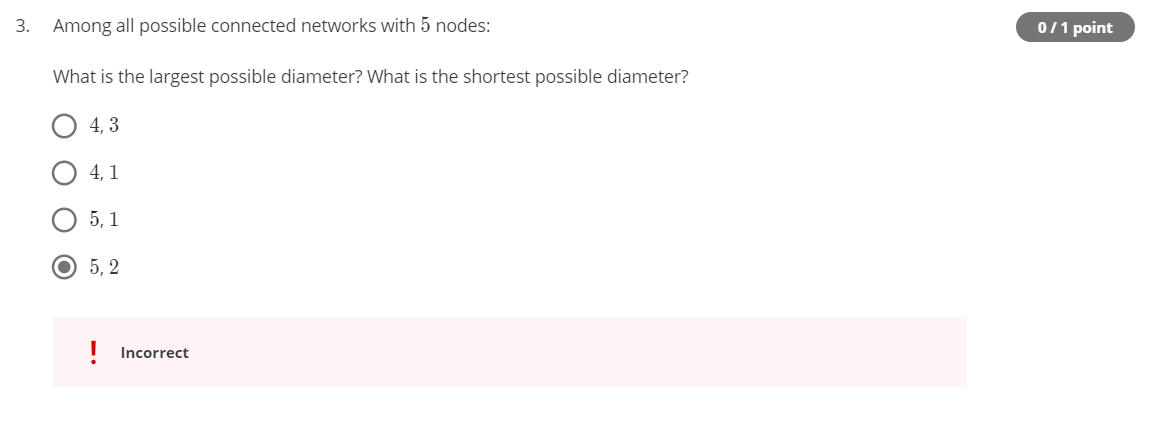 3. Among all possible connected networks with 5 nodes:
0 / 1 point
What is the largest possible diameter? What is the shortest possible diameter?
4, 3
4, 1
5, 1
5, 2
! Incorrect